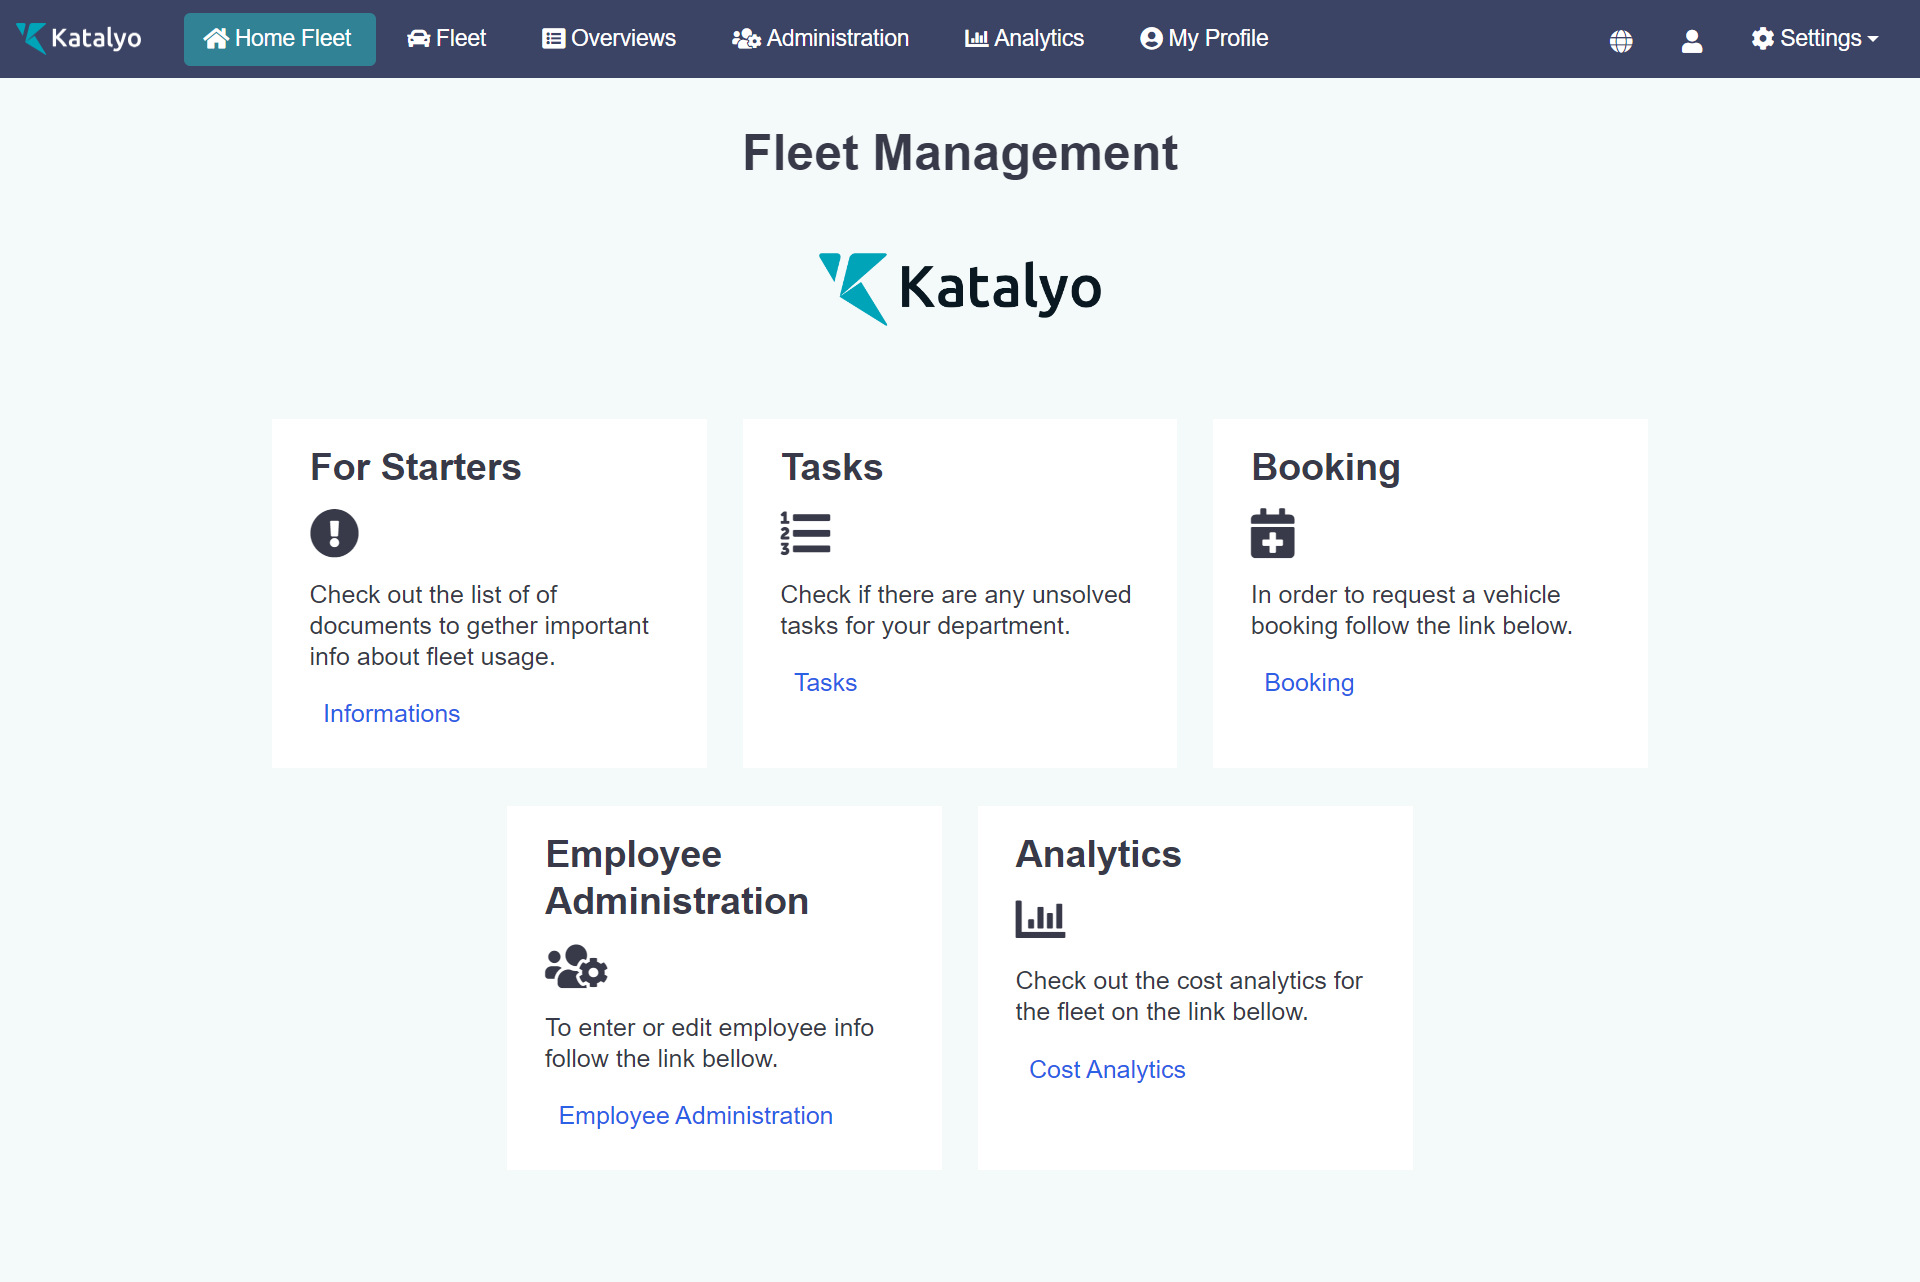 Katalyo Home Fleet Fleet Overviews Administration Analytics My Profile Settings
Fleet Management
Katalyo
For Starters
Check out the list of of
documents to gether important
info about fleet usage.
Informations
Tasks
1
2
3
Check if there are any unsolved
tasks for your department.
Tasks
Booking
In order to request a vehicle
booking follow the link below.
Booking
Employee
Administration
To enter or edit employee info
follow the link bellow.
Employee Administration
Analytics
Check out the cost analytics for
the fleet on the link bellow.
Cost Analytics